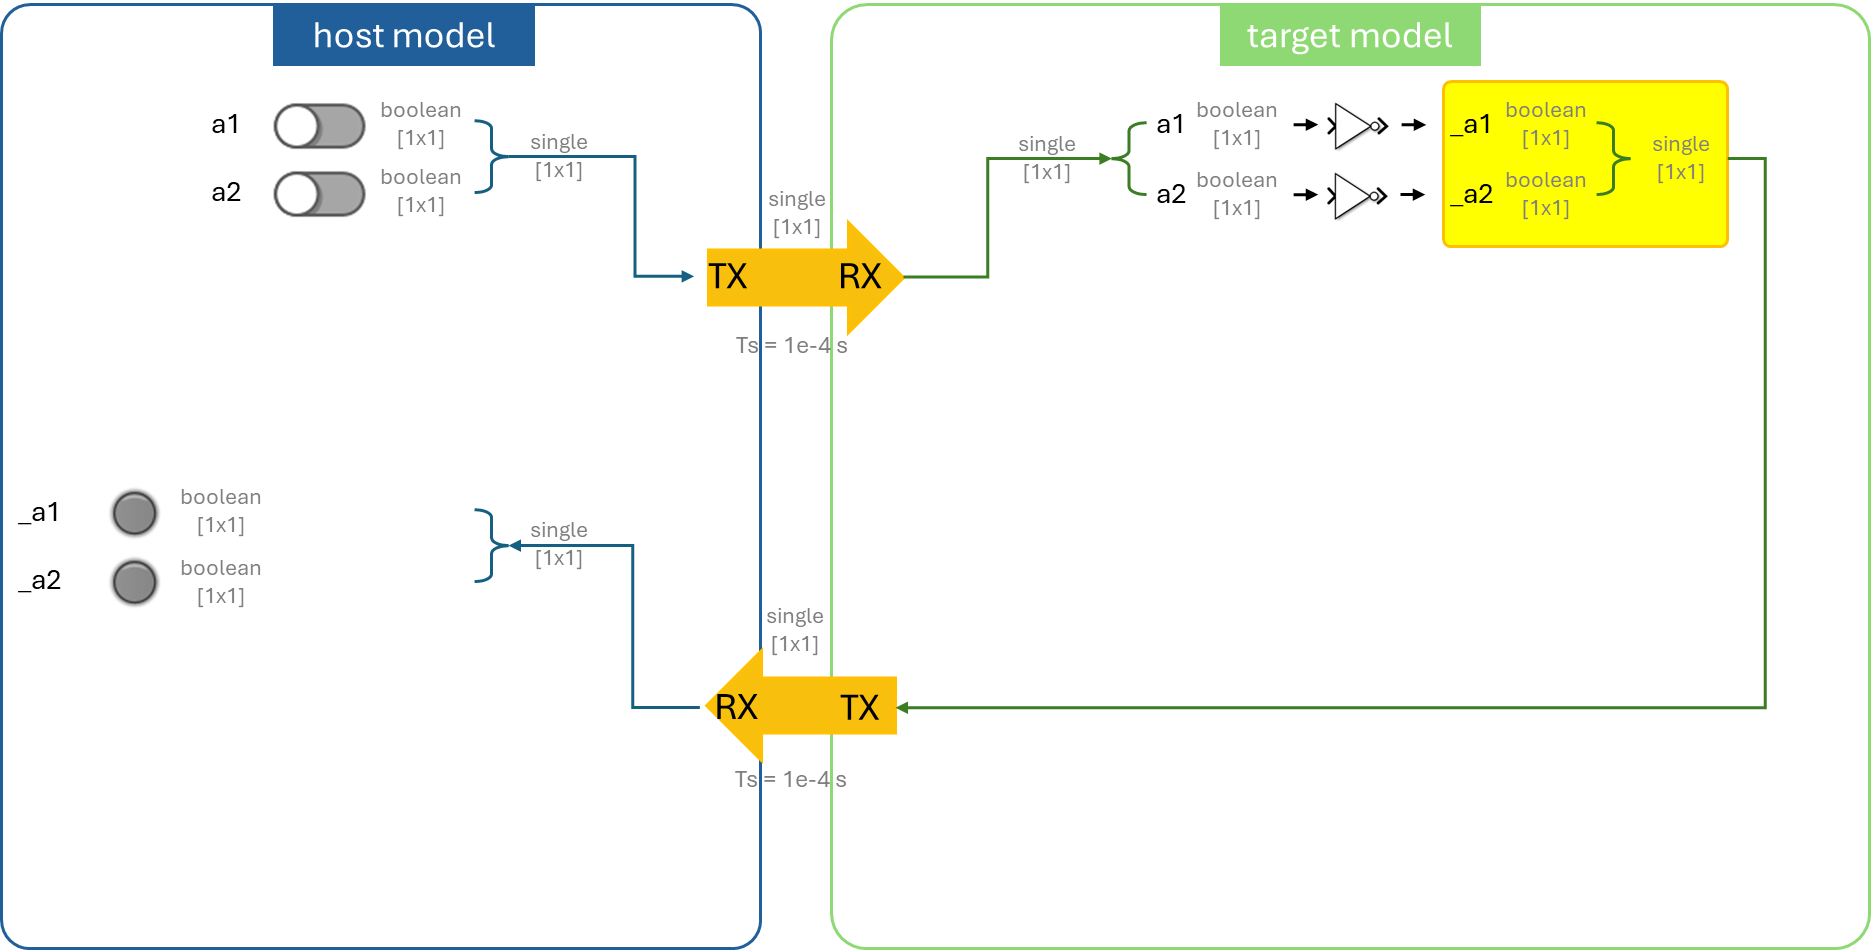 host model
target model
a1
boolean
[1x1]
a2
boolean
[1x1]
single
[1x1]
single
[1x1]
TX
RX
Ts = 1e-4 s
single
[1x1]
a1
boolean
[1x1]
a2
boolean
[1x1]
_a1
boolean
[1x1]
_a2
boolean
[1x1]
single
[1x1]
_a1
boolean
[1x1]
_a2
boolean
[1x1]
single
[1x1]
single
[1x1]
RX
TX
Ts = 1e-4 s